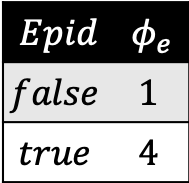 Epid ϕₑ
false 1
true 4